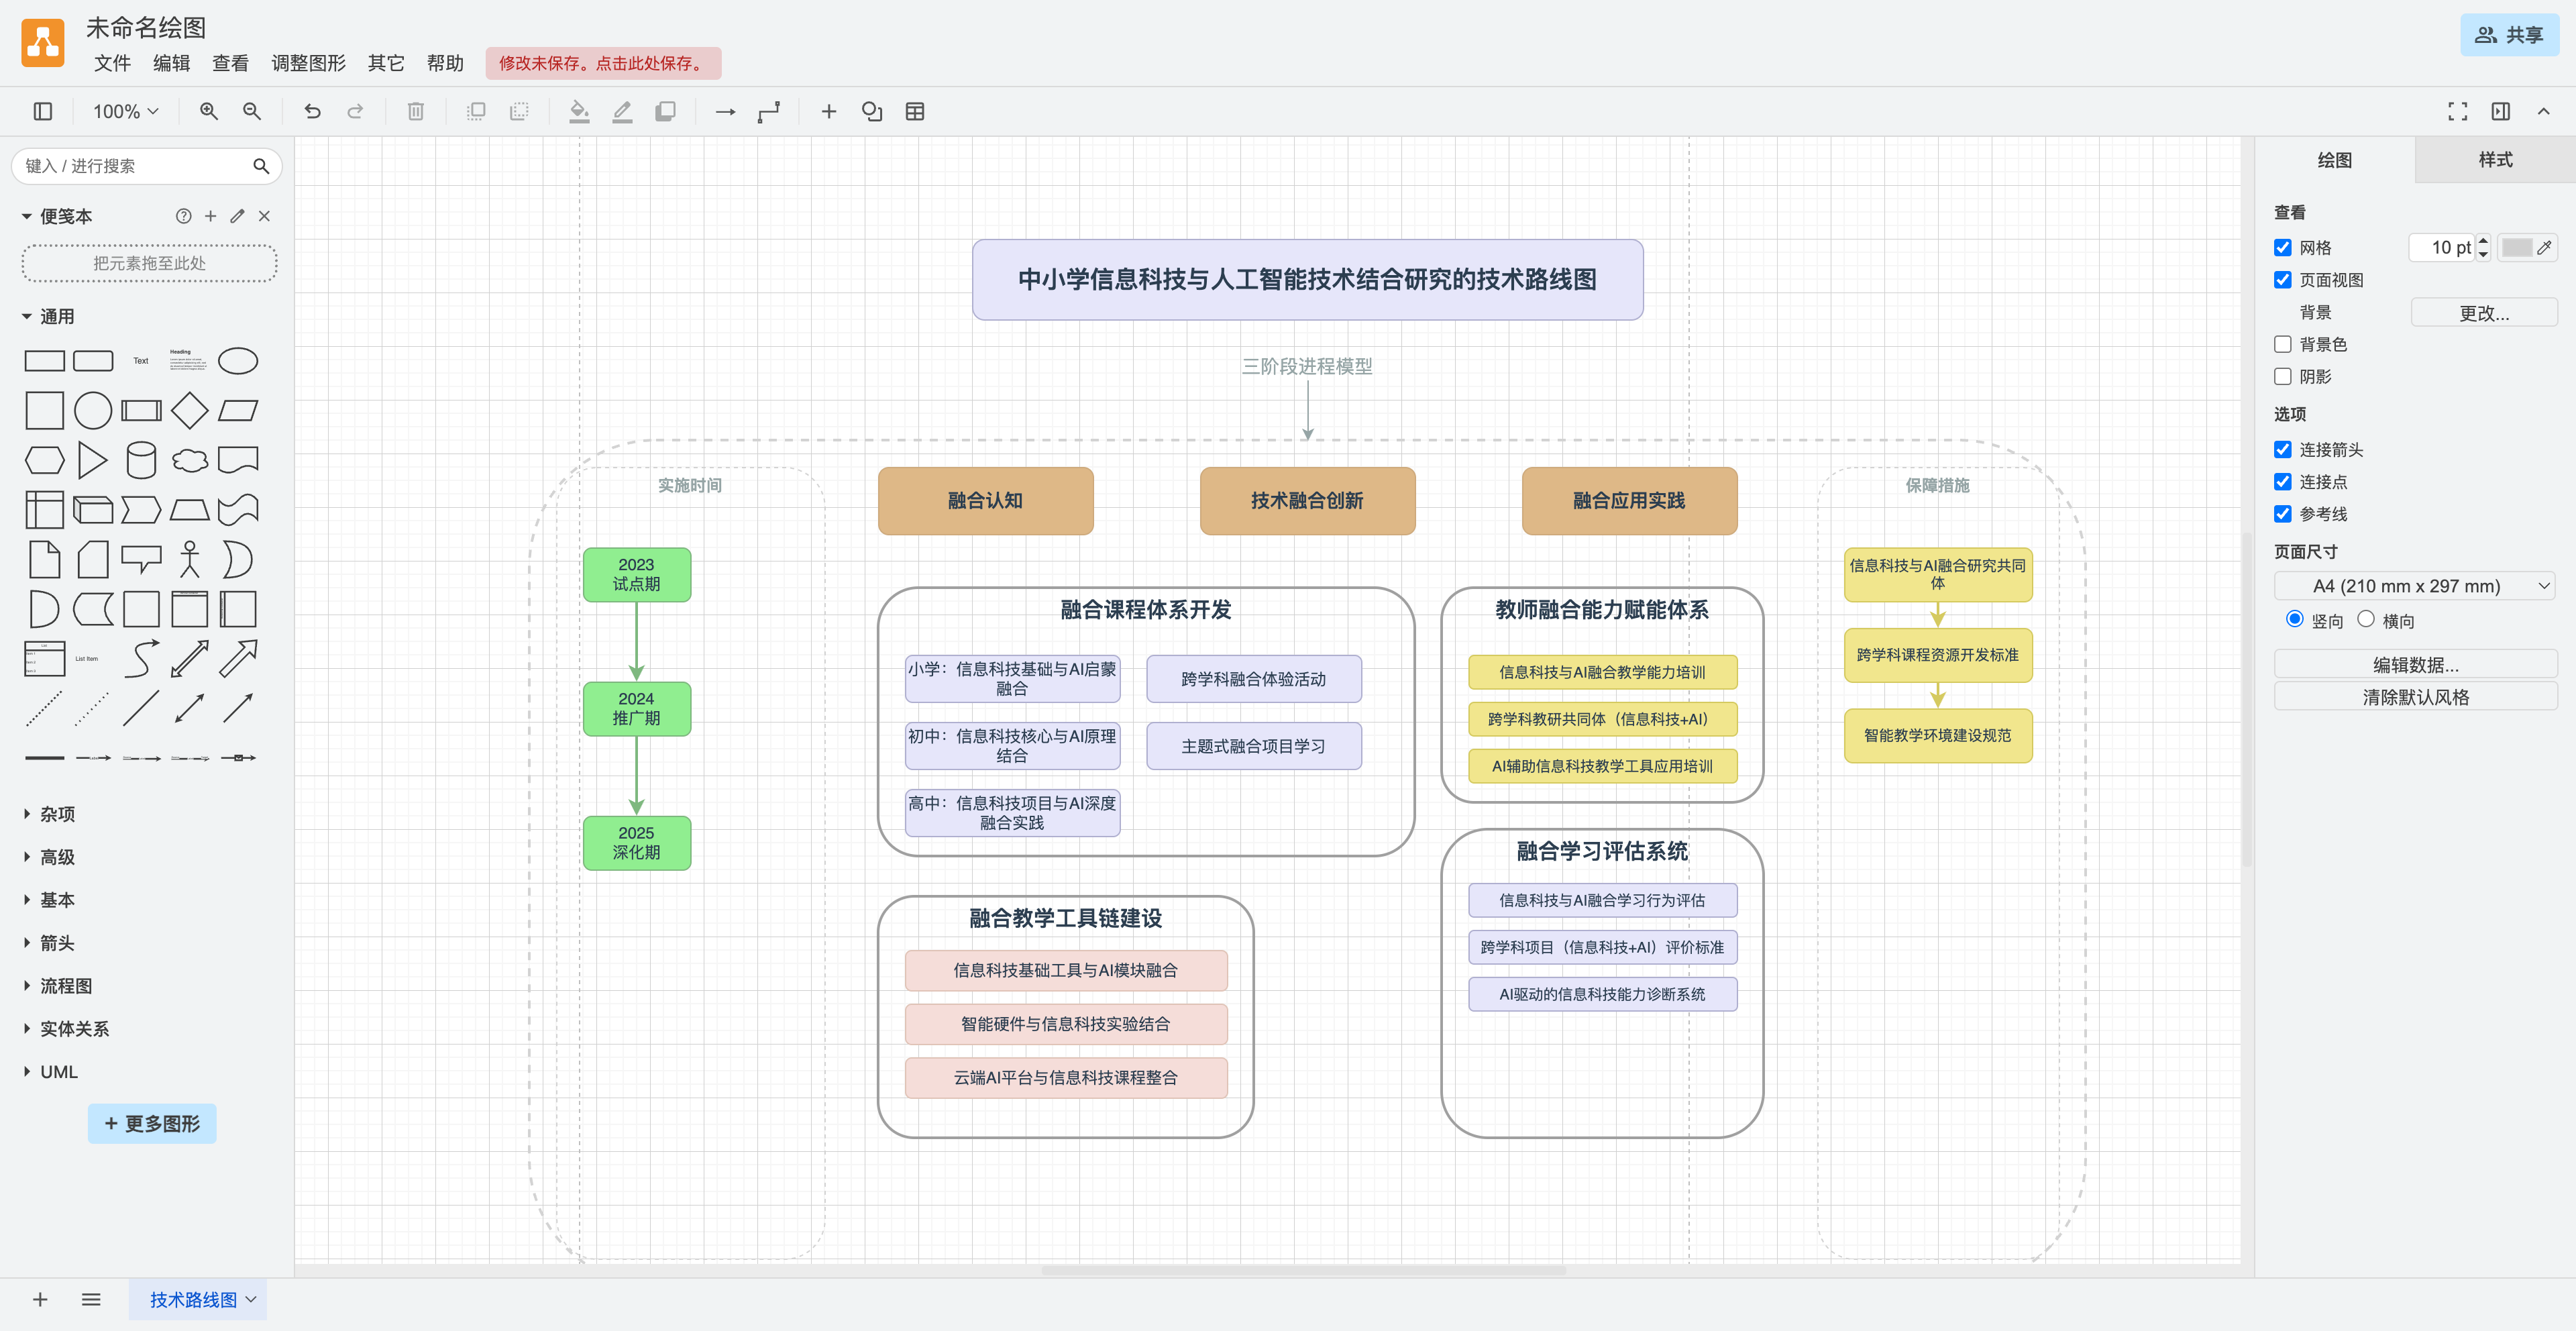 未命名绘图
文件 编辑 查看 调整图形 其它 帮助 修改未保存。点击此处保存。
共享
100%
键入 / 进行搜索
便笺本
把元素拖至此处
通用
Text
Heading
List Item
杂项
高级
基本
箭头
流程图
实体关系
UML
+ 更多图形
中小学信息科技与人工智能技术结合研究的技术路线图
三阶段进程模型
实施时间
2023
试点期
2024
推广期
2025
深化期
融合认知
技术融合创新
融合应用实践
融合课程体系开发
小学：信息科技基础与AI启蒙
融合
跨学科融合体验活动
初中：信息科技核心与AI原理
结合
主题式融合项目学习
高中：信息科技项目与AI深度
融合实践
融合教学工具链建设
信息科技基础工具与AI模块融合
智能硬件与信息科技实验结合
云端AI平台与信息科技课程整合
教师融合能力赋能体系
信息科技与AI融合教学能力培训
跨学科教研共同体（信息科技+AI）
AI辅助信息科技教学工具应用培训
融合学习评估系统
信息科技与AI融合学习行为评估
跨学科项目（信息科技+AI）评价标准
AI驱动的信息科技能力诊断系统
保障措施
信息科技与AI融合研究共同
体
跨学科课程资源开发标准
智能教学环境建设规范
绘图 样式
查看
网格 10 pt
页面视图
背景 更改...
背景色
阴影
选项
连接箭头
连接点
参考线
页面尺寸
A4 (210 mm x 297 mm)
竖向 横向
编辑数据...
清除默认风格
技术路线图